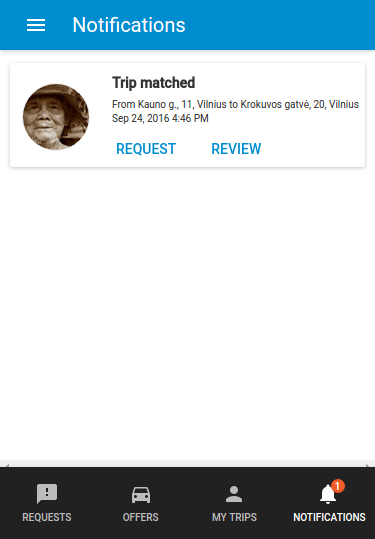 Notifications
Trip matched
From Kauno g., 11, Vilnius to Krokuvos gatvė, 20, Vilnius
Sep 24, 2016 4:46 PM
REQUEST REVIEW
1
REQUESTS OFFERS MY TRIPS NOTIFICATIONS